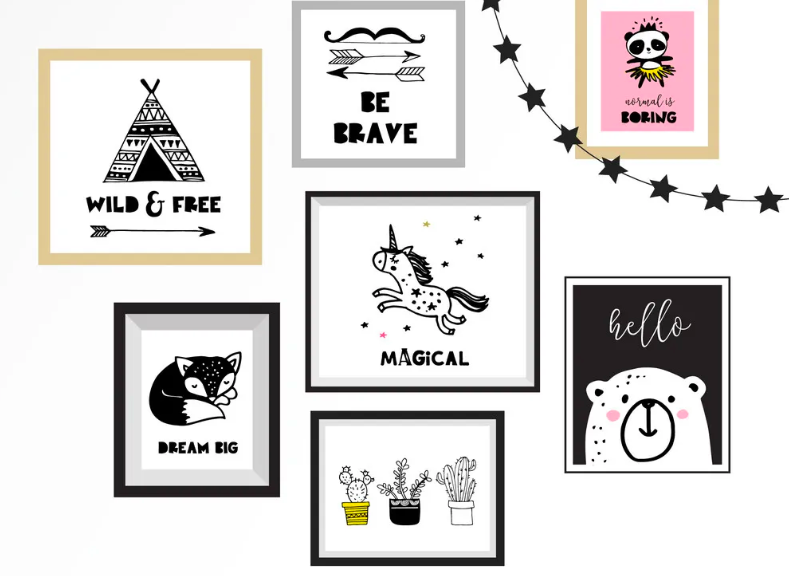 BE
BRAVE
normal is
BORING
WILD & FREE
hello
MAGiCAL
DREAM BIG